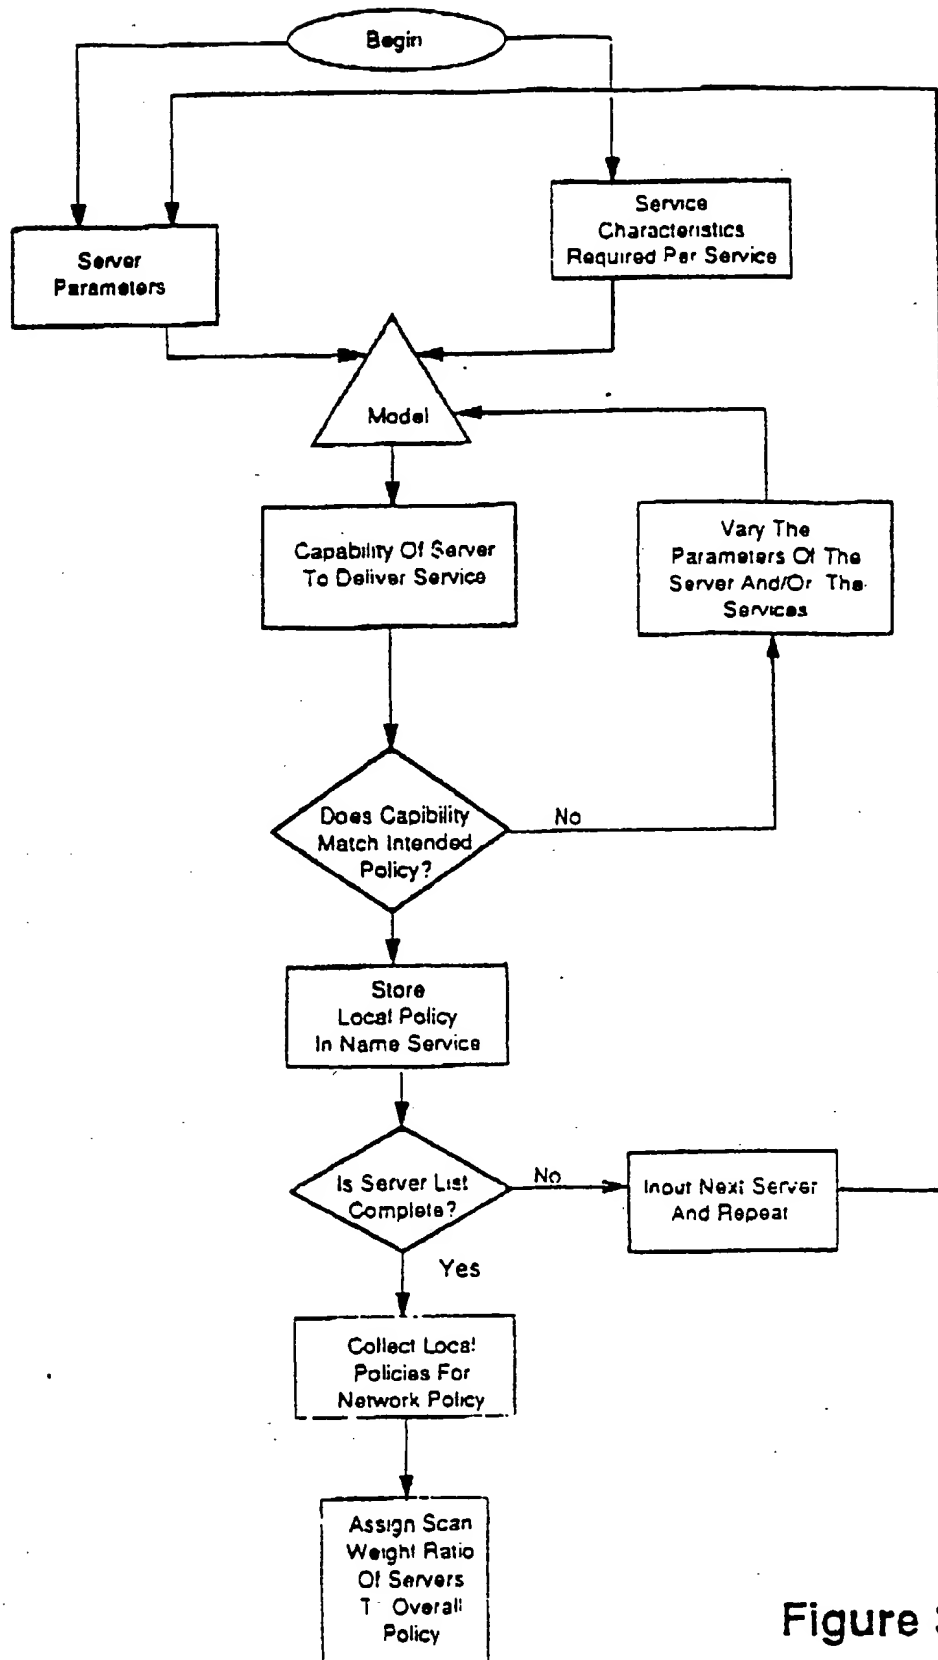 Begin
Service
Characteristics
Required Per Service
Server
Parameters
Model
Capability Of Server
To Deliver Service
Vary The
Parameters Of The
Server And/Or The
Services
Does Capibility
Match Intended
Policy?
No
Store
Local Policy
In Name Service
Is Server List
Complete?
No
Input Next Server
And Repeat
Yes
Collect Local
Policies For
Network Policy
Assign Scan
Weight Ratio
Of Servers
T Overall
Policy
Figure